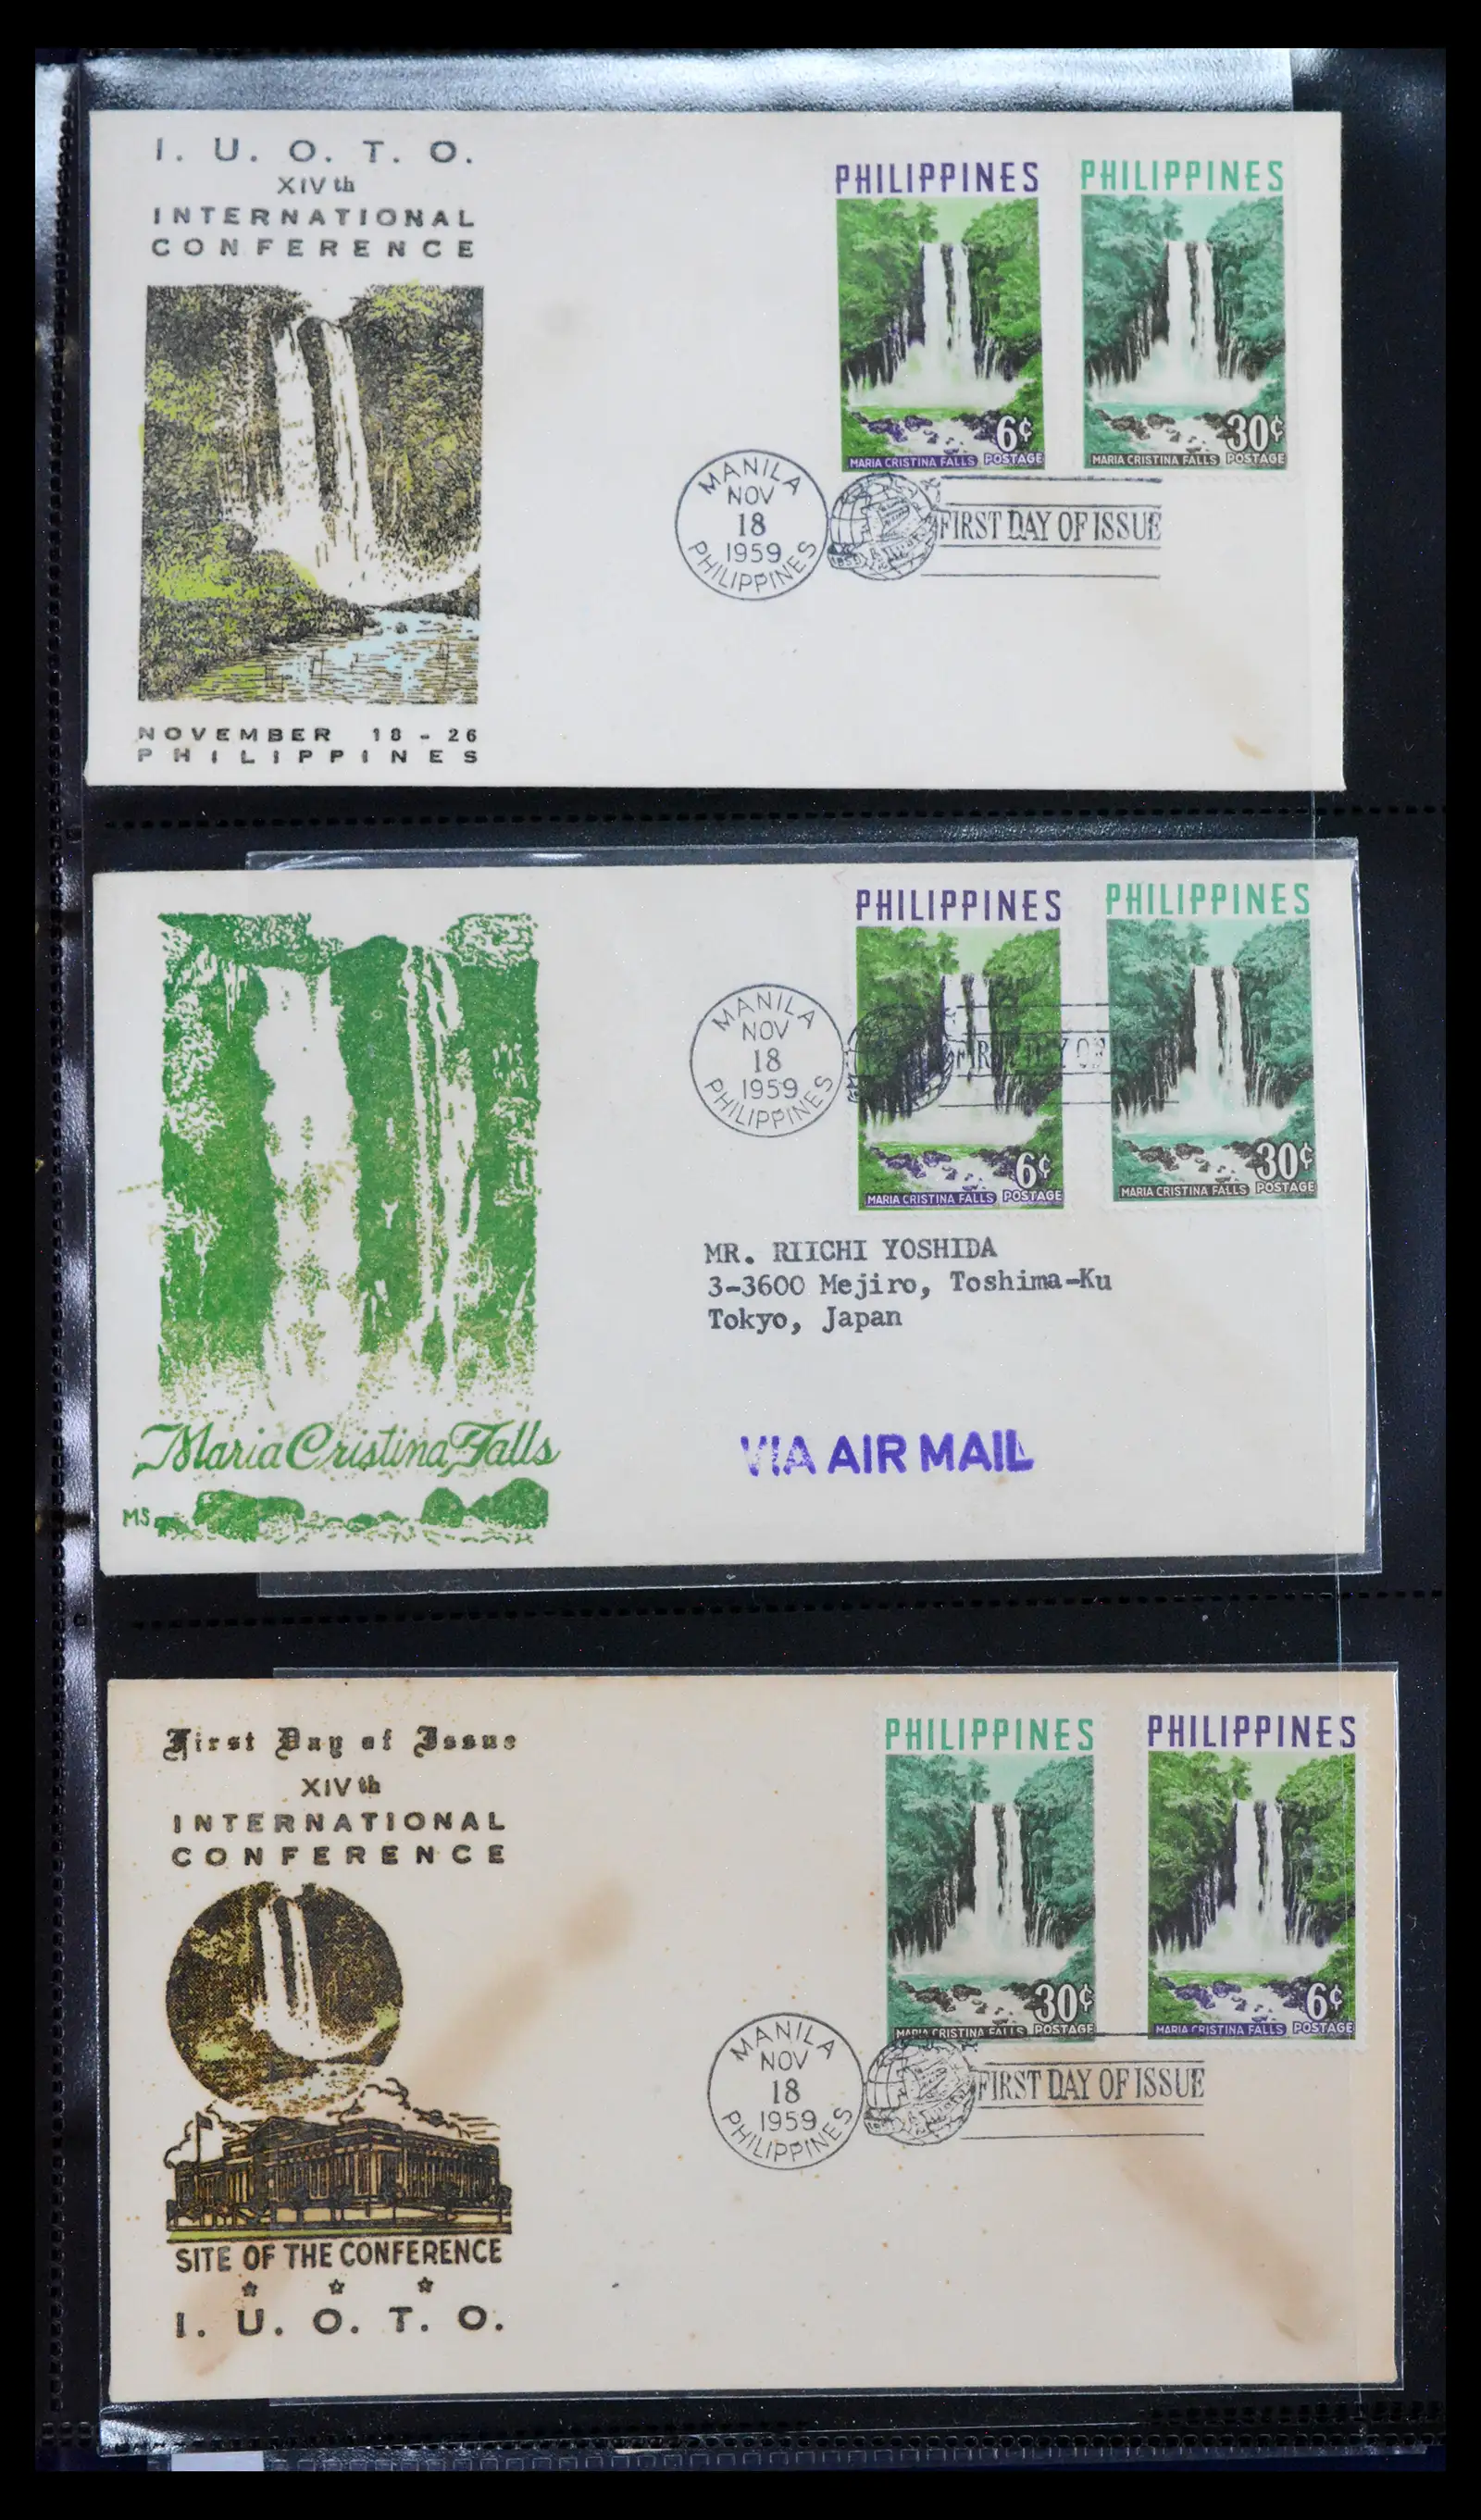 I. U. O. T. O.
XIVth
INTERNATIONAL
CONFERENCE
NOVEMBER 18 - 26
PHILIPPINES
PHILIPPINES
6¢
MARIA CRISTINA FALLS POSTAGE
PHILIPPINES
30¢
MARIA CRISTINA FALLS POSTAGE
MANILA
NOV
18
1959
PHILIPPINES
FIRST DAY OF ISSUE
Maria Cristina Falls
MS
PHILIPPINES
6¢
MARIA CRISTINA FALLS POSTAGE
PHILIPPINES
30¢
MARIA CRISTINA FALLS POSTAGE
MANILA
NOV
18
1959
PHILIPPINES
FIRST DAY OF
MR. RIICHI YOSHIDA
3-3600 Mejiro, Toshima-Ku
Tokyo, Japan
VIA AIR MAIL
First Day of Issue
XIVth
INTERNATIONAL
CONFERENCE
SITE OF THE CONFERENCE
I. U. O. T. O.
PHILIPPINES
30¢
MARIA CRISTINA FALLS POSTAGE
PHILIPPINES
6¢
MARIA CRISTINA FALLS POSTAGE
MANILA
NOV
18
1959
PHILIPPINES
FIRST DAY OF ISSUE